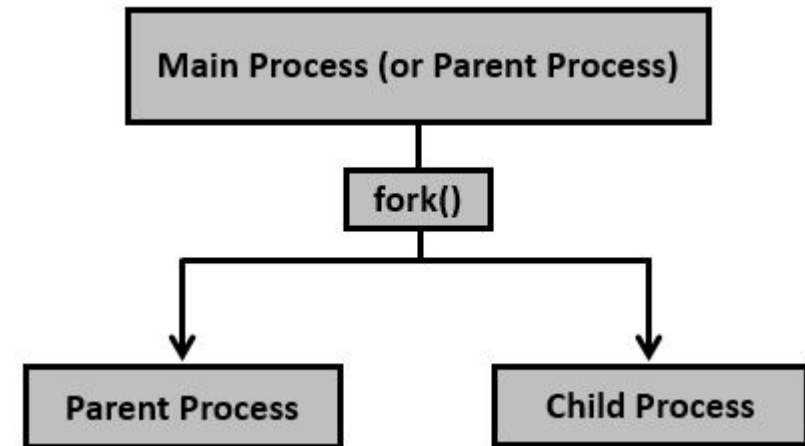 Main Process (or Parent Process)
fork()
Parent Process
Child Process